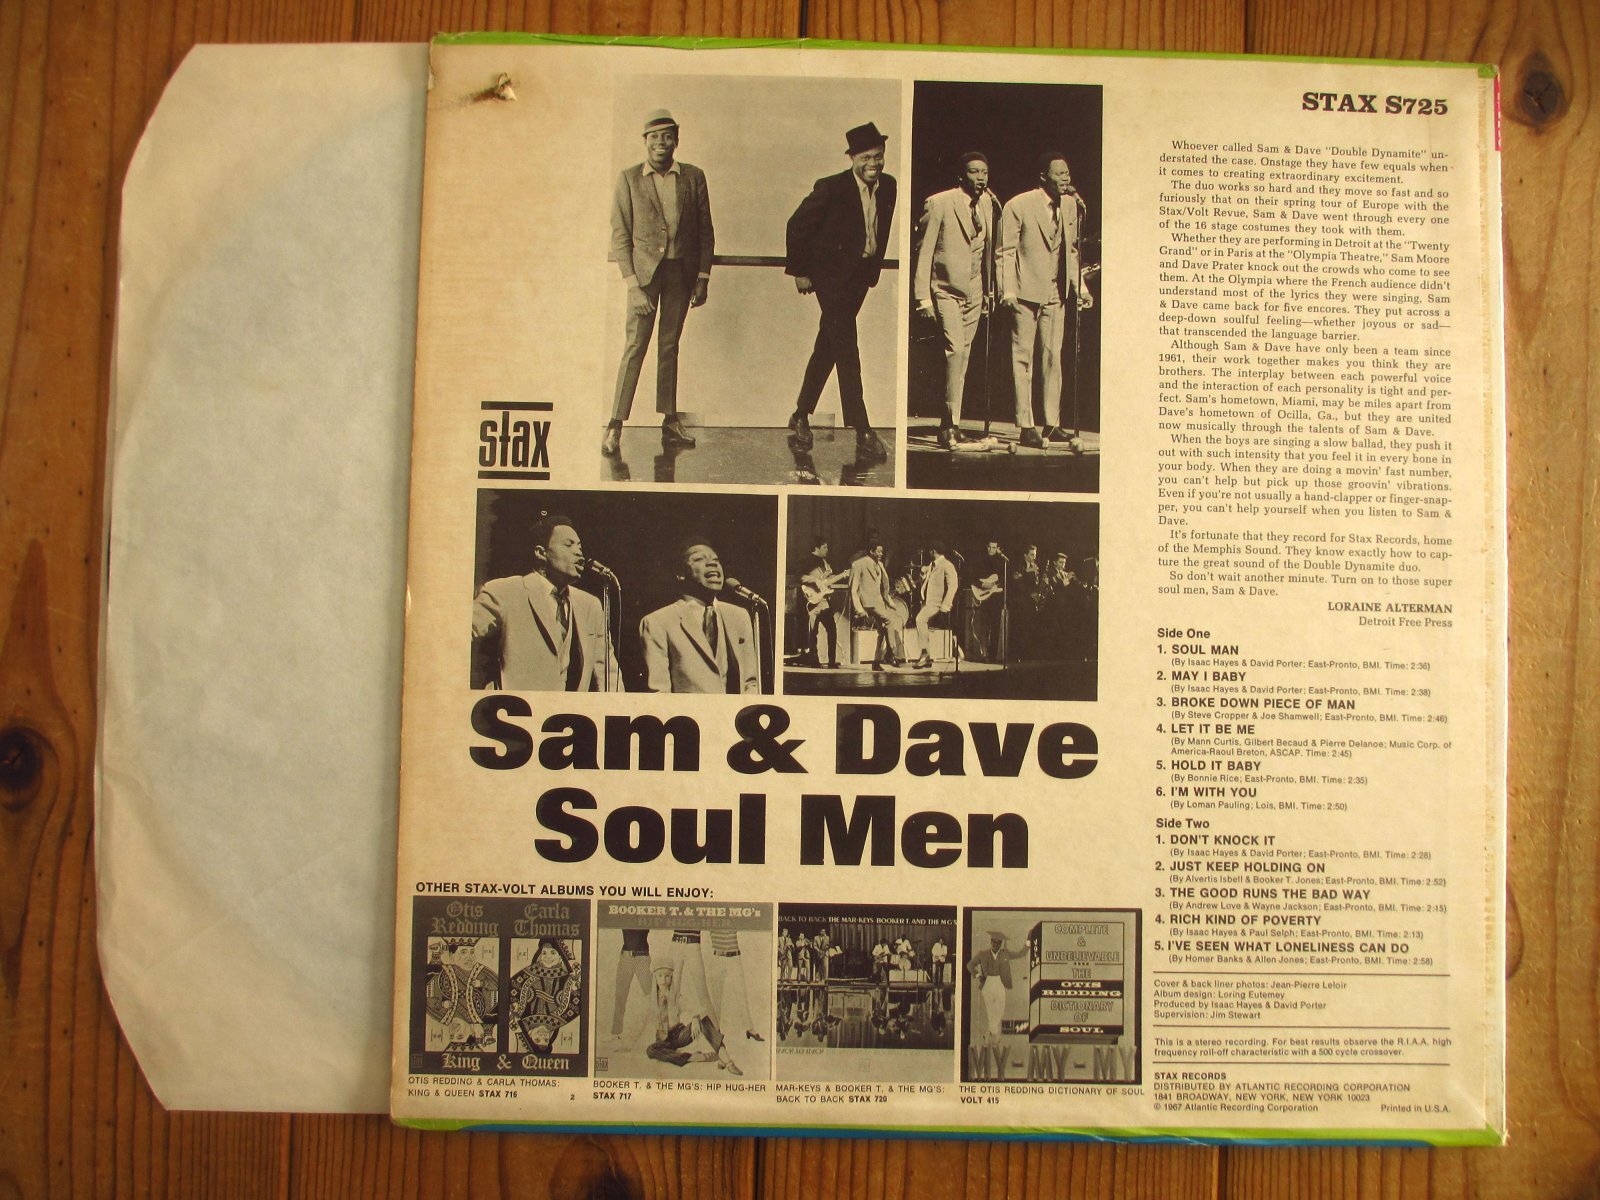 STAX S725
Whoever called Sam & Dave "Double Dynamite" un-
derstated the case. Onstage they have few equals when
it comes to creating extraordinary excitement.
The duo works so hard and they move so fast and so
furiously that on their spring tour of Europe with the
Stax/Volt Revue, Sam & Dave went through every one
of the 16 stage costumes they took with them.
Whether they are performing in Detroit at the "Twenty
Grand" or in Paris at the "Olympia Theatre," Sam Moore
and Dave Prater knock out the crowds who come to see
them. At the Olympia where the French audience didn't
understand most of the lyrics they were singing, Sam
& Dave came back for five encores. They put across a
deep-down soulful feeling—whether joyous or sad—
that transcended the language barrier.
Although Sam & Dave have only been a team since
1961, their work together makes you think they are
brothers. The interplay between each powerful voice
and the interaction of each personality is tight and per-
fect. Sam's hometown, Miami, may be miles apart from
Dave's hometown of Ocilla, Ga., but they are united
now musically through the talents of Sam & Dave.
When the boys are singing a slow ballad, they push it
out with such intensity that you feel it in every bone in
your body. When they are doing a movin' fast number,
you can't help but pick up those groovin' vibrations.
Even if you're not usually a hand-clapper or finger-snap-
per, you can't help yourself when you listen to Sam &
Dave.
It's fortunate that they record for Stax Records, home
of the Memphis Sound. They know exactly how to cap-
ture the great sound of the Double Dynamite duo.
So don't wait another minute. Turn on to those super
soul men, Sam & Dave.
LORAINE ALTERMAN
Detroit Free Press
stax
Sam & Dave
Soul Men
Side One
1. SOUL MAN
(By Isaac Hayes & David Porter; East-Pronto, BMI. Time: 2:36)
2. MAY I BABY
(By Isaac Hayes & David Porter; East-Pronto, BMI. Time: 2:38)
3. BROKE DOWN PIECE OF MAN
(By Steve Cropper & Joe Shamwell; East-Pronto, BMI. Time: 2:46)
4. LET IT BE ME
(By Mann Curtis, Gilbert Becaud & Pierre Delanoe; Music Corp. of
America-Raoul Breton, ASCAP. Time: 2:45)
5. HOLD IT BABY
(By Bonnie Rice; East-Pronto, BMI. Time: 2:35)
6. I'M WITH YOU
(By Loman Pauling; Lois, BMI. Time: 2:50)
Side Two
1. DON'T KNOCK IT
(By Isaac Hayes & David Porter; East-Pronto, BMI. Time: 2:28)
2. JUST KEEP HOLDING ON
(By Alvertis Isbell & Booker T. Jones; East-Pronto, BMI. Time: 2:52)
3. THE GOOD RUNS THE BAD WAY
(By Andrew Love & Wayne Jackson; East-Pronto, BMI. Time: 2:15)
4. RICH KIND OF POVERTY
(By Isaac Hayes & Paul Selph; East-Pronto, BMI. Time: 2:13)
5. I'VE SEEN WHAT LONELINESS CAN DO
(By Homer Banks & Allen Jones; East-Pronto, BMI. Time: 2:58)
Cover & back liner photos: Jean-Pierre Leloir
Album design: Loring Eutemey
Produced by Isaac Hayes & David Porter
Supervision: Jim Stewart
This is a stereo recording. For best results observe the R.I.A.A. high
frequency roll-off characteristic with a 500 cycle crossover.
STAX RECORDS
DISTRIBUTED BY ATLANTIC RECORDING CORPORATION
1841 BROADWAY, NEW YORK, NEW YORK 10023
© 1967 Atlantic Recording Corporation Printed in U.S.A.
OTHER STAX-VOLT ALBUMS YOU WILL ENJOY:
Otis Redding Carla Thomas
King & Queen
OTIS REDDING & CARLA THOMAS:
KING & QUEEN STAX 716
2
BOOKER T. & THE MG's
HIP HUG-HER
BOOKER T. & THE MG'S: HIP HUG-HER
STAX 717
BACK TO BACK THE MAR-KEYS BOOKER T. AND THE MG'S
MAR-KEYS & BOOKER T. & THE MG'S:
BACK TO BACK STAX 720
COMPLETE
&
UNBELIEVABLE
THE
OTIS
REDDING
DICTIONARY
OF
SOUL
MY-MY-MY
THE OTIS REDDING DICTIONARY OF SOUL
VOLT 415